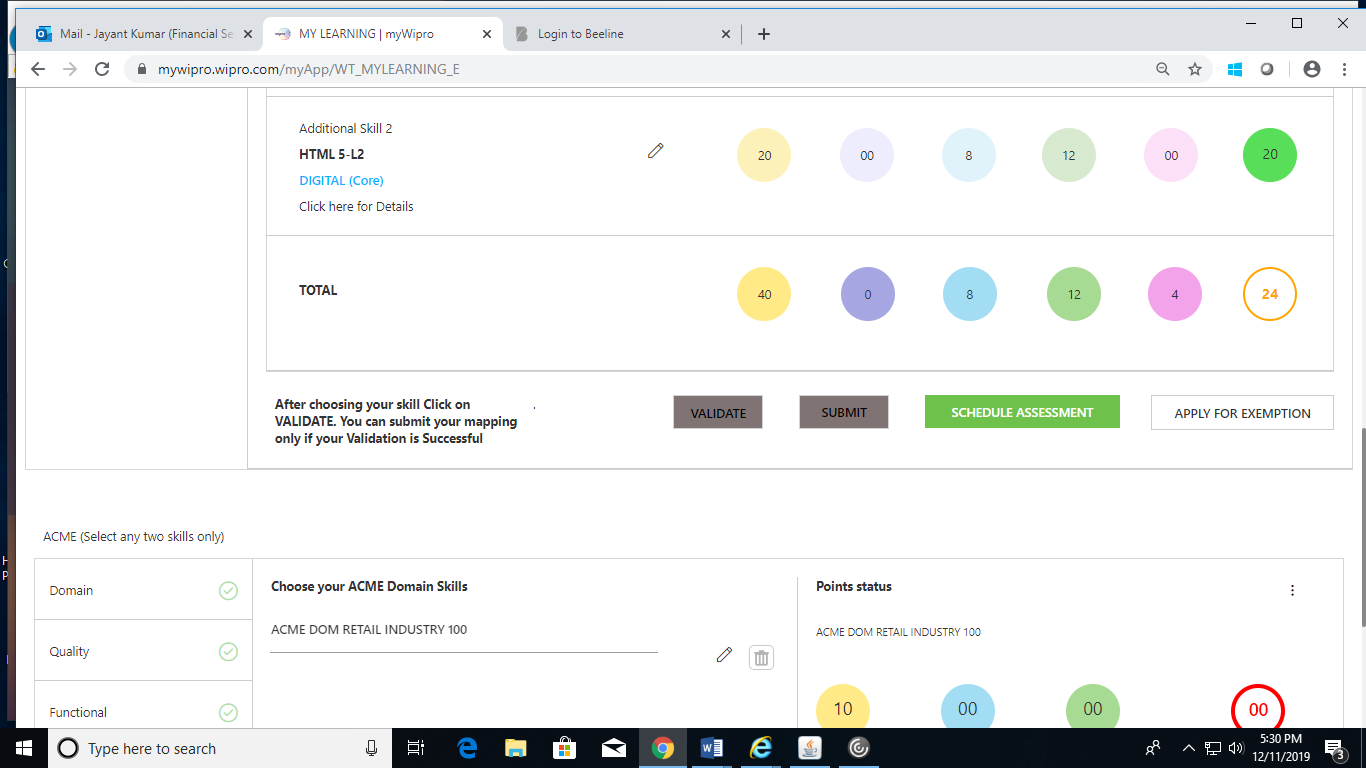 Mail - Jayant Kumar (Financial Se
MY LEARNING | myWipro
Login to Beeline
mywipro.wipro.com/myApp/WT_MYLEARNING_E
Additional Skill 2
HTML 5-L2
DIGITAL (Core)
Click here for Details
20 00 8 12 00 20
TOTAL
40 0 8 12 4 24
After choosing your skill Click on
VALIDATE. You can submit your mapping
only if your Validation is Successful
.
VALIDATE
SUBMIT
SCHEDULE ASSESSMENT
APPLY FOR EXEMPTION
ACME (Select any two skills only)
Domain
Quality
Functional
Choose your ACME Domain Skills
ACME DOM RETAIL INDUSTRY 100
Points status
ACME DOM RETAIL INDUSTRY 100
10 00 00 00
Type here to search
5:30 PM
12/11/2019
3